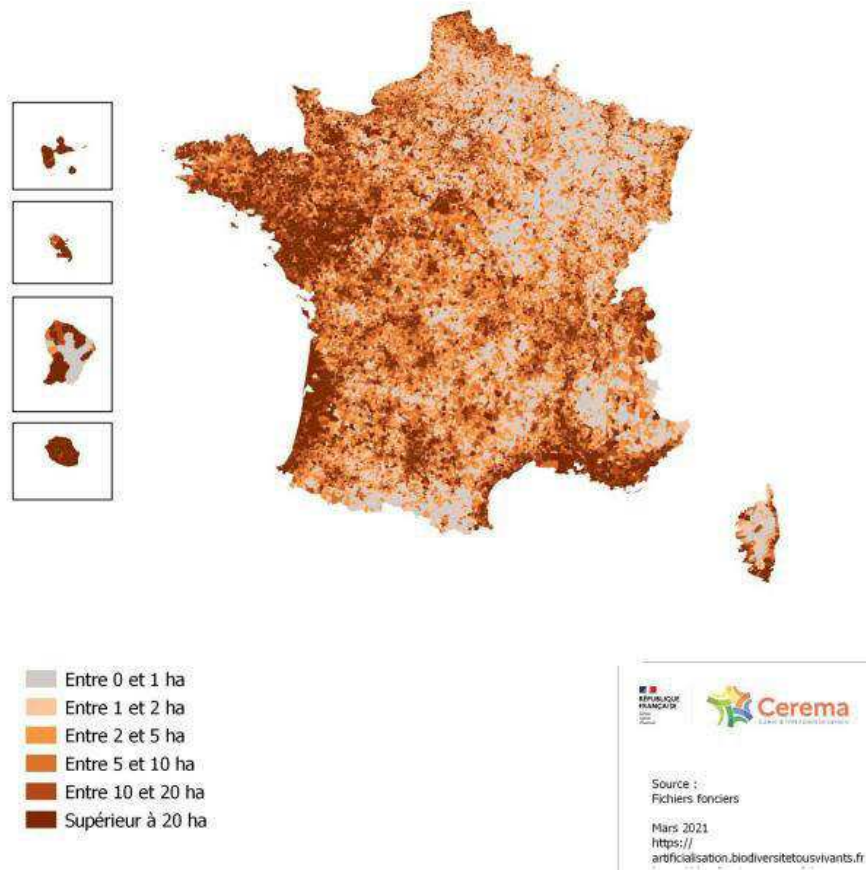 Entre 0 et 1 ha
Entre 1 et 2 ha
Entre 2 et 5 ha
Entre 5 et 10 ha
Entre 10 et 20 ha
Supérieur à 20 ha
RÉPUBLIQUE
FRANÇAISE
Cerema
Source :
Fichiers fonciers
Mars 2021
https://
artificialisation.biodiversitetousvivants.fr